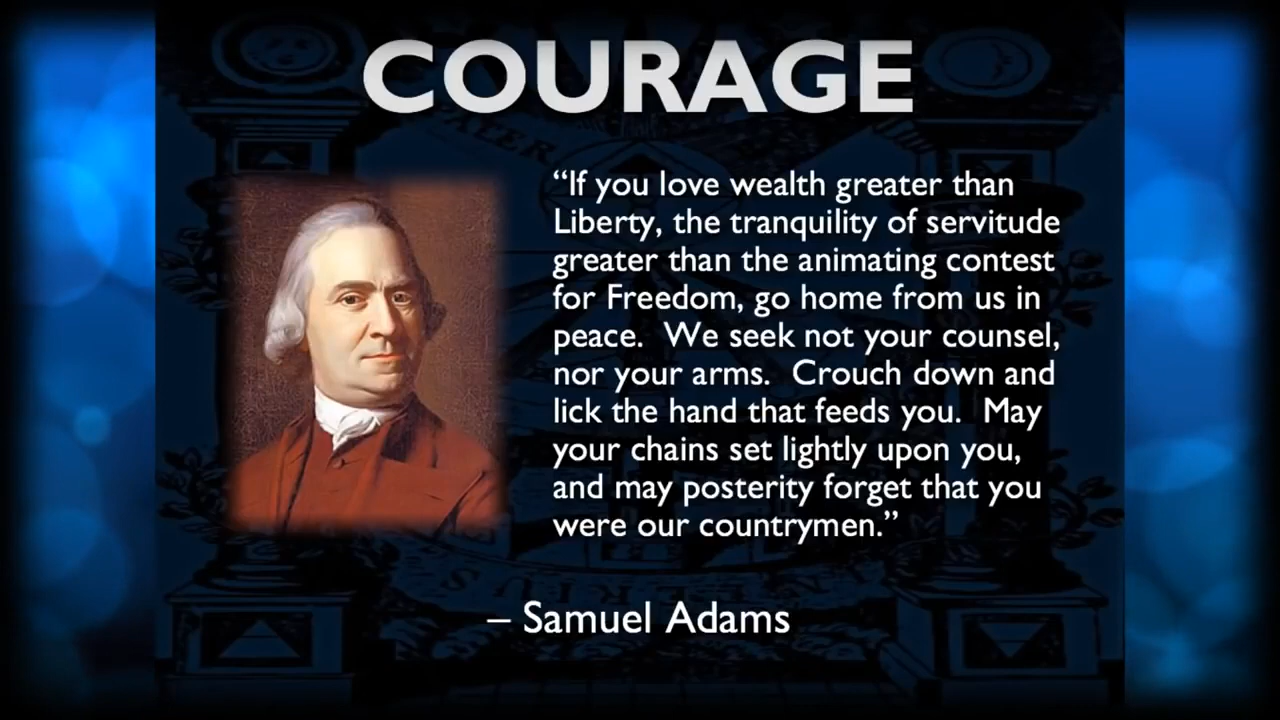 COURAGE
“If you love wealth greater than
Liberty, the tranquility of servitude
greater than the animating contest
for Freedom, go home from us in
peace.  We seek not your counsel,
nor your arms.  Crouch down and
lick the hand that feeds you.  May
your chains set lightly upon you,
and may posterity forget that you
were our countrymen.”
– Samuel Adams